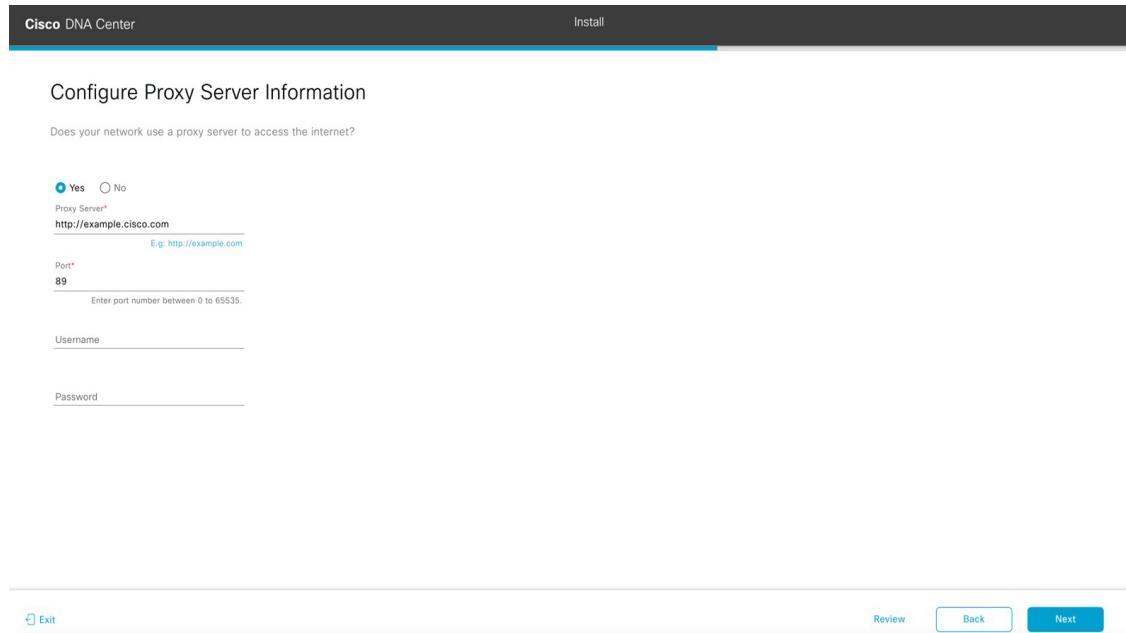 Cisco DNA Center
Install
Configure Proxy Server Information
Does your network use a proxy server to access the internet?
Yes No
Proxy Server*
http://example.cisco.com
E.g: http://example.com
Port*
89
Enter port number between 0 to 65535.
Username
Password
Exit
Review Back Next